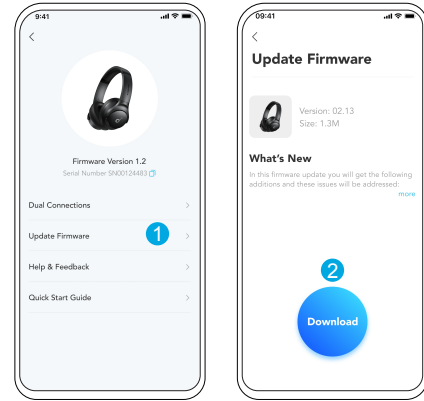 9:41
Firmware Version 1.2
Serial Number SN00124483
Dual Connections
Update Firmware
1
Help & Feedback
Quick Start Guide
09:41
Update Firmware
Version: 02.13
Size: 1.3M
What's New
In this firmware update you will get the following
additions and these issues will be addressed:
more
2
Download